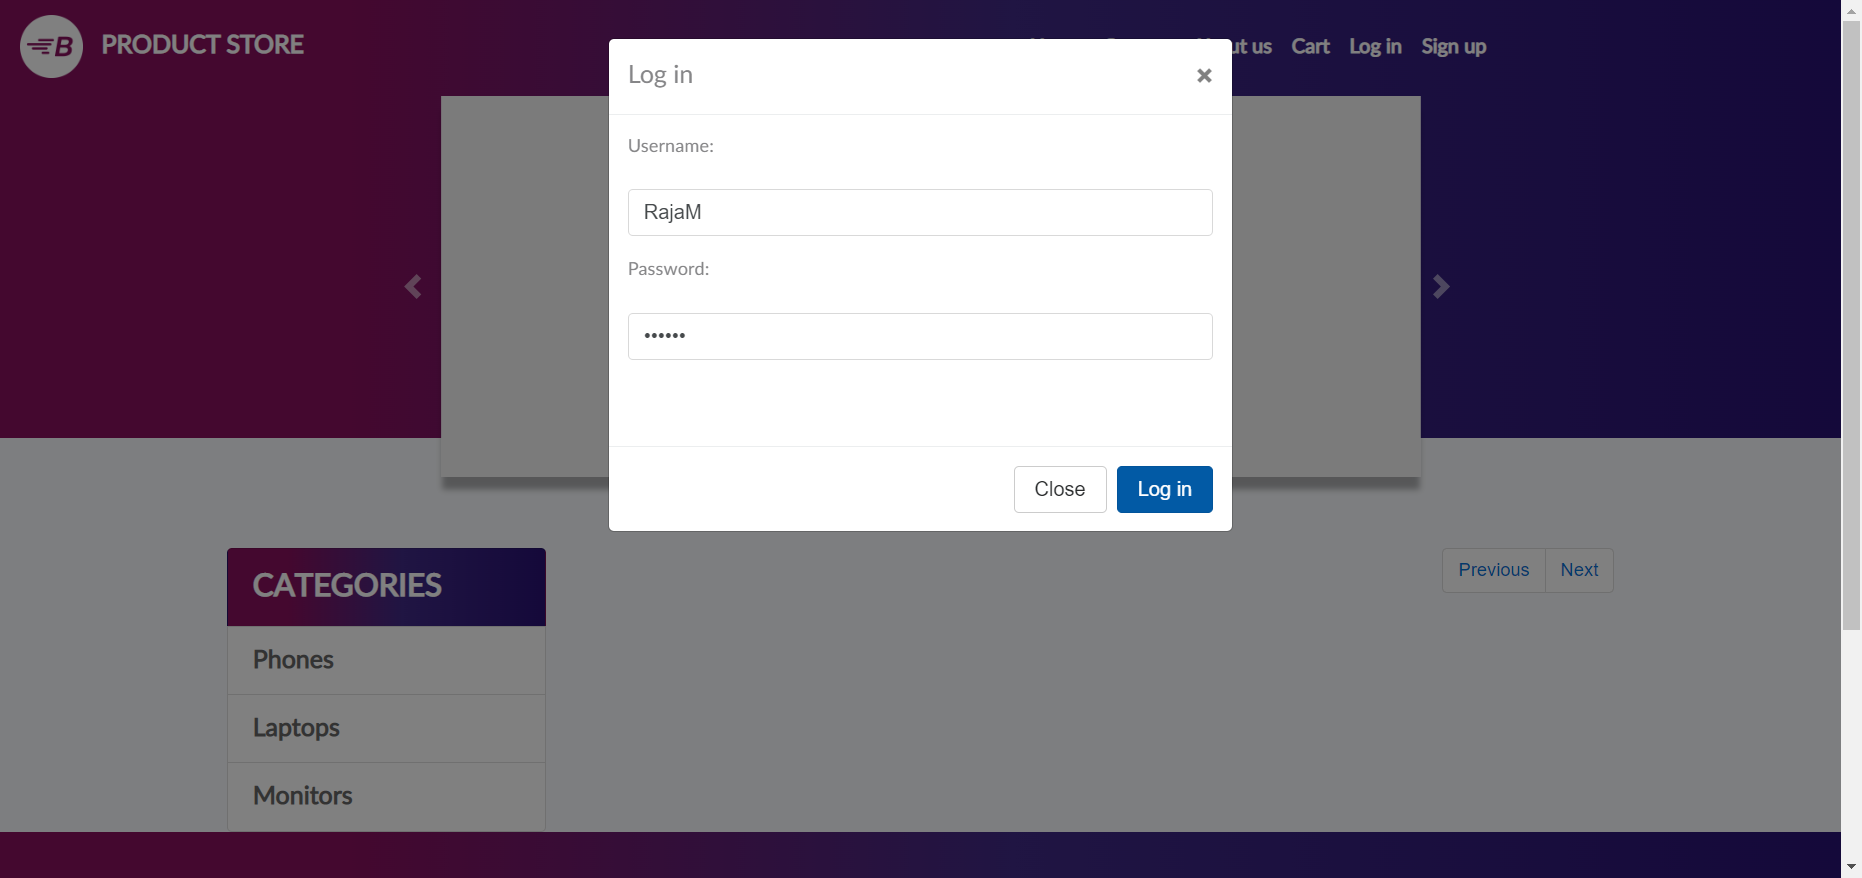 B PRODUCT STORE
ut us Cart Log in Sign up
Log in ×
Username:
RajaM
Password:
••••••
Close Log in
CATEGORIES
Previous Next
Phones
Laptops
Monitors